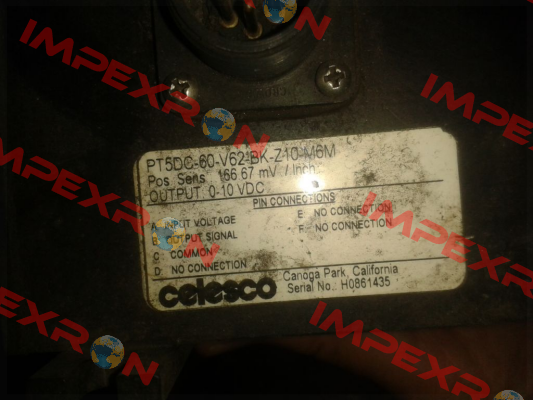 IMPEXRON
IMPEXRON
PT5DC-60-V62-BK-Z10-M6M
Pos Sens: 166.67 mV / Inch
OUTPUT 0-10 VDC
PIN CONNECTIONS
A INPUT VOLTAGE
B OUTPUT SIGNAL
C COMMON
D NO CONNECTION
E NO CONNECTION
F NO CONNECTION
celesco
Canoga Park, California
Serial No.: H0861435
IMPEXRON
IMPEXRON
IMPEXRON